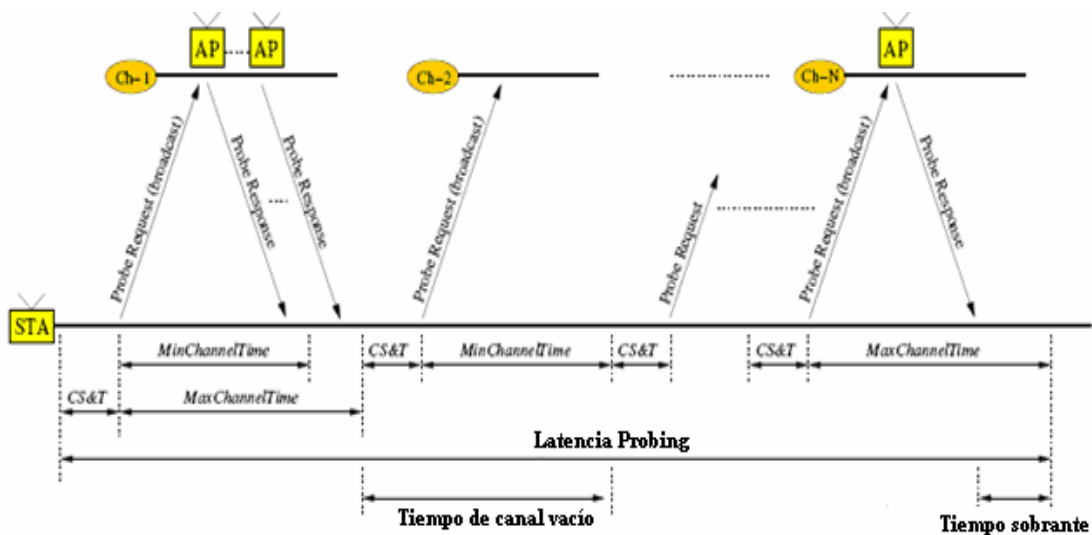 AP ..... AP
AP
Ch-1
Ch-2
Ch-N
Probe Request (broadcast)
Probe Response
Probe Response
Probe Request (broadcast)
Probe Request
Probe Request (broadcast)
Probe Response
STA
MinChannelTime
CS&T
MinChannelTime
CS&T
CS&T
MaxChannelTime
CS&T
MaxChannelTime
Latencia Probing
Tiempo de canal vacío
Tiempo sobrante